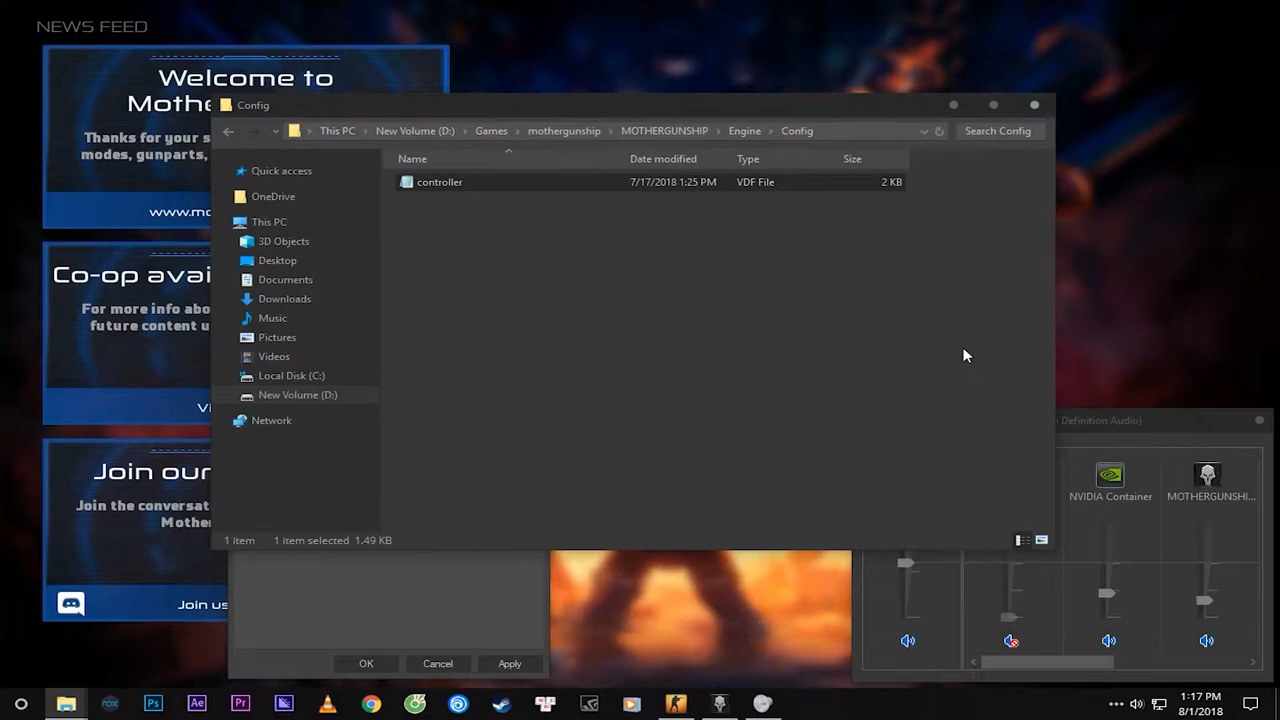 NEWS FEED
Welcome to
Mother
Thanks for your s
modes, gunparts,
www.mo
Co-op avai
For more info abo
future content u
Vi
Join our
Join the conversat
Mothe
Join us
Config
This PC
New Volume (D:)
Games
mothergunship
MOTHERGUNSHIP
Engine
Config
Search Config
Name
Date modified
Type
Size
controller
7/17/2018 1:25 PM
VDF File
2 KB
Quick access
OneDrive
This PC
3D Objects
Desktop
Documents
Downloads
Music
Pictures
Videos
Local Disk (C:)
New Volume (D:)
Network
1 item
1 item selected 1.49 KB
OK
Cancel
Apply
Definition Audio)
NVIDIA Container
MOTHERGUNSHI...
nox
Ps
Ae
Pr
1:17 PM
8/1/2018